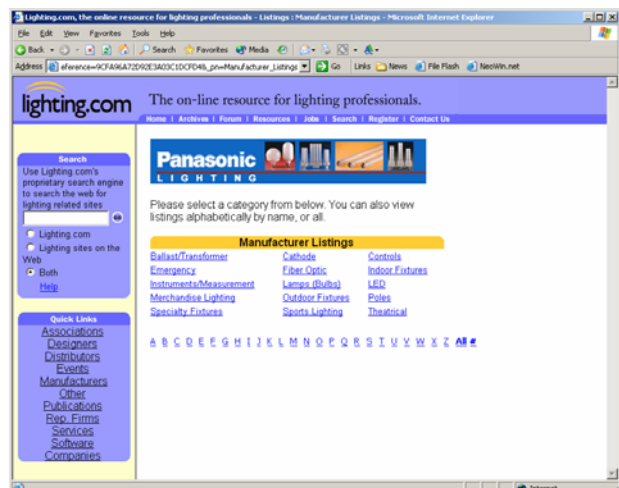 Lighting.com, the online resource for lighting professionals - Listings : Manufacturer Listings - Microsoft Internet Explorer
File Edit View Favorites Tools Help
Back Search Favorites Media
Address eference=9CFA96A72D92E3A03C1DCFD4&_pn=Manufacturer_Listings Go Links News File Flash NeoWin.net
lighting.com
The on-line resource for lighting professionals.
Home | Archives | Forum | Resources | Jobs | Search | Register | Contact Us
Search
Use Lighting.com's
proprietary search engine
to search the web for
lighting related sites
Lighting.com
Lighting sites on the
Web
Both
Help
Quick Links
Associations
Designers
Distributors
Events
Manufacturers
Other
Publications
Rep. Firms
Services
Software
Companies
Panasonic
LIGHTING
Please select a category from below. You can also view
listings alphabetically by name, or all.
Manufacturer Listings
Ballast/Transformer Cathode Controls
Emergency Fiber Optic Indoor Fixtures
Instruments/Measurement Lamps (Bulbs) LED
Merchandise Lighting Outdoor Fixtures Poles
Specialty Fixtures Sports Lighting Theatrical
A B C D E F G H I J K L M N O P Q R S T U V W X Z All #
Internet